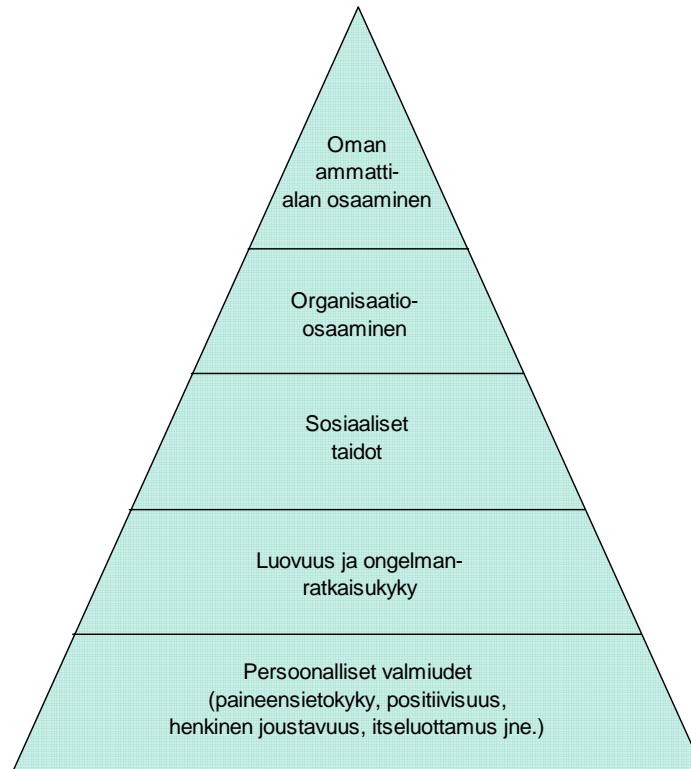 Oman
ammatti-
alan osaaminen
Organisaatio-
osaaminen
Sosiaaliset
taidot
Luovuus ja ongelman-
ratkaisukyky
Persoonalliset valmiudet
(paineensietokyky, positiivisuus,
henkinen joustavuus, itseluottamus jne.)